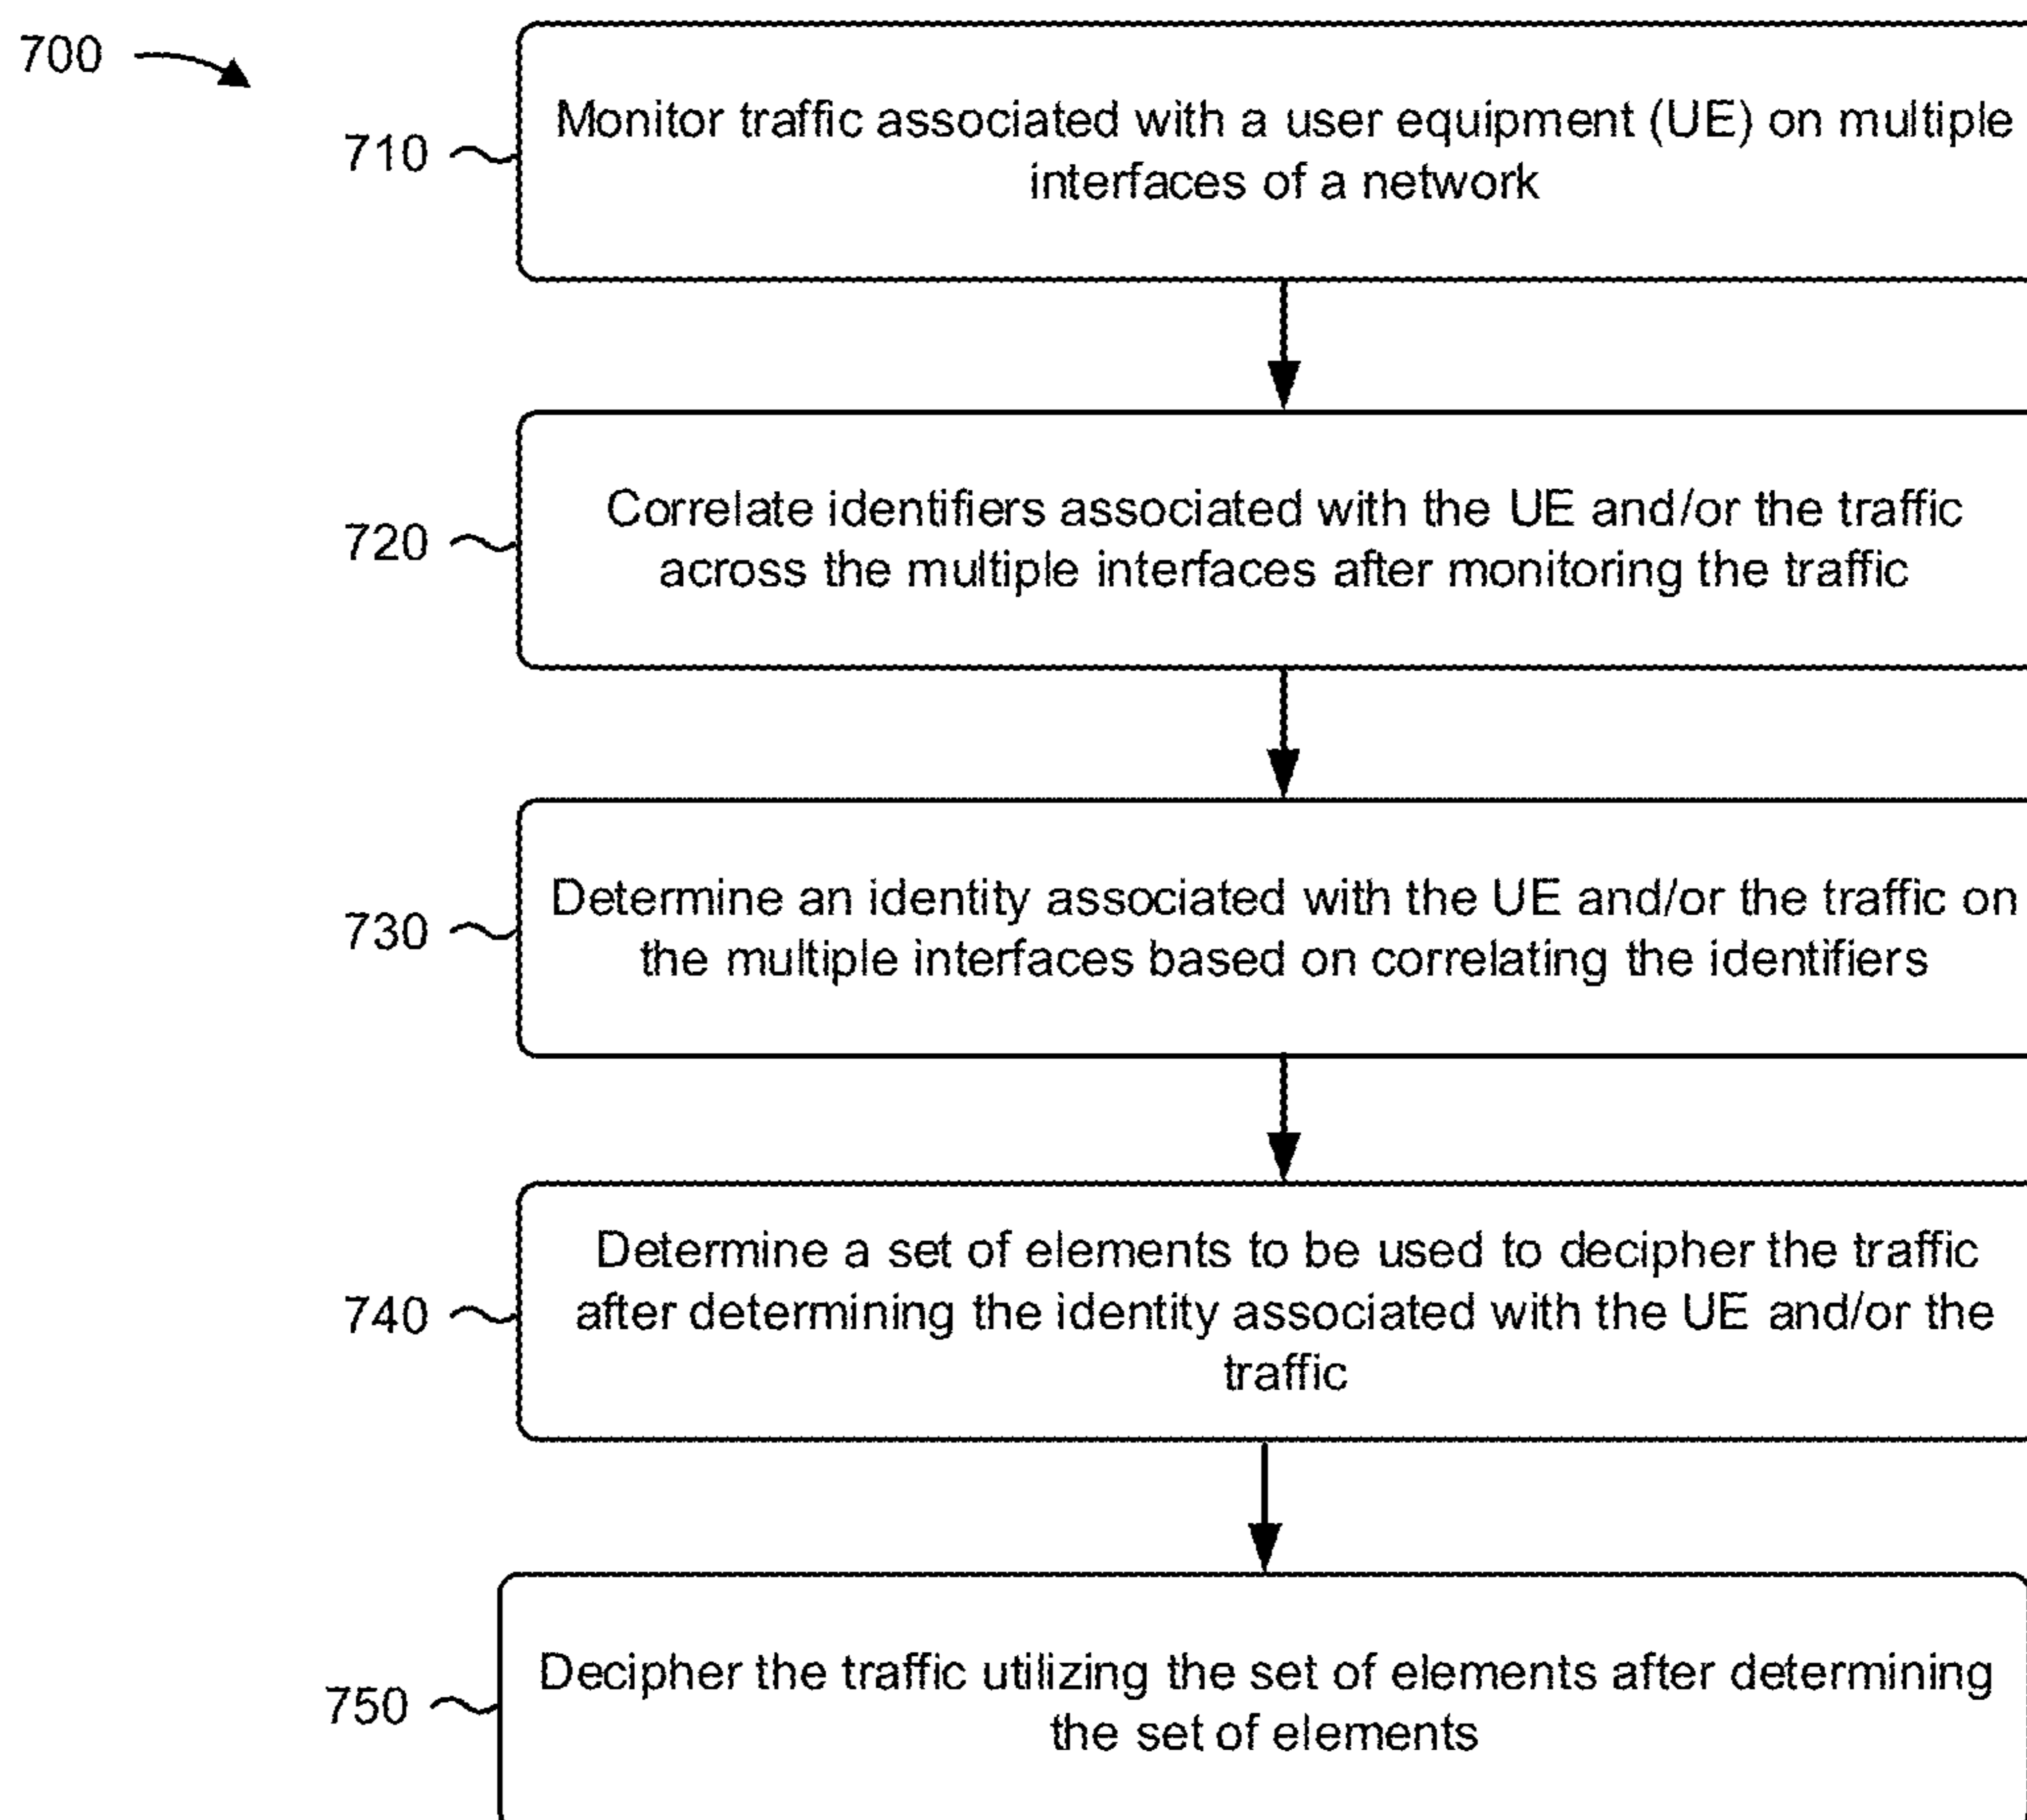 700
710
Monitor traffic associated with a user equipment (UE) on multiple
interfaces of a network
720
Correlate identifiers associated with the UE and/or the traffic
across the multiple interfaces after monitoring the traffic
730
Determine an identity associated with the UE and/or the traffic on
the multiple interfaces based on correlating the identifiers
740
Determine a set of elements to be used to decipher the traffic
after determining the identity associated with the UE and/or the
traffic
750
Decipher the traffic utilizing the set of elements after determining
the set of elements